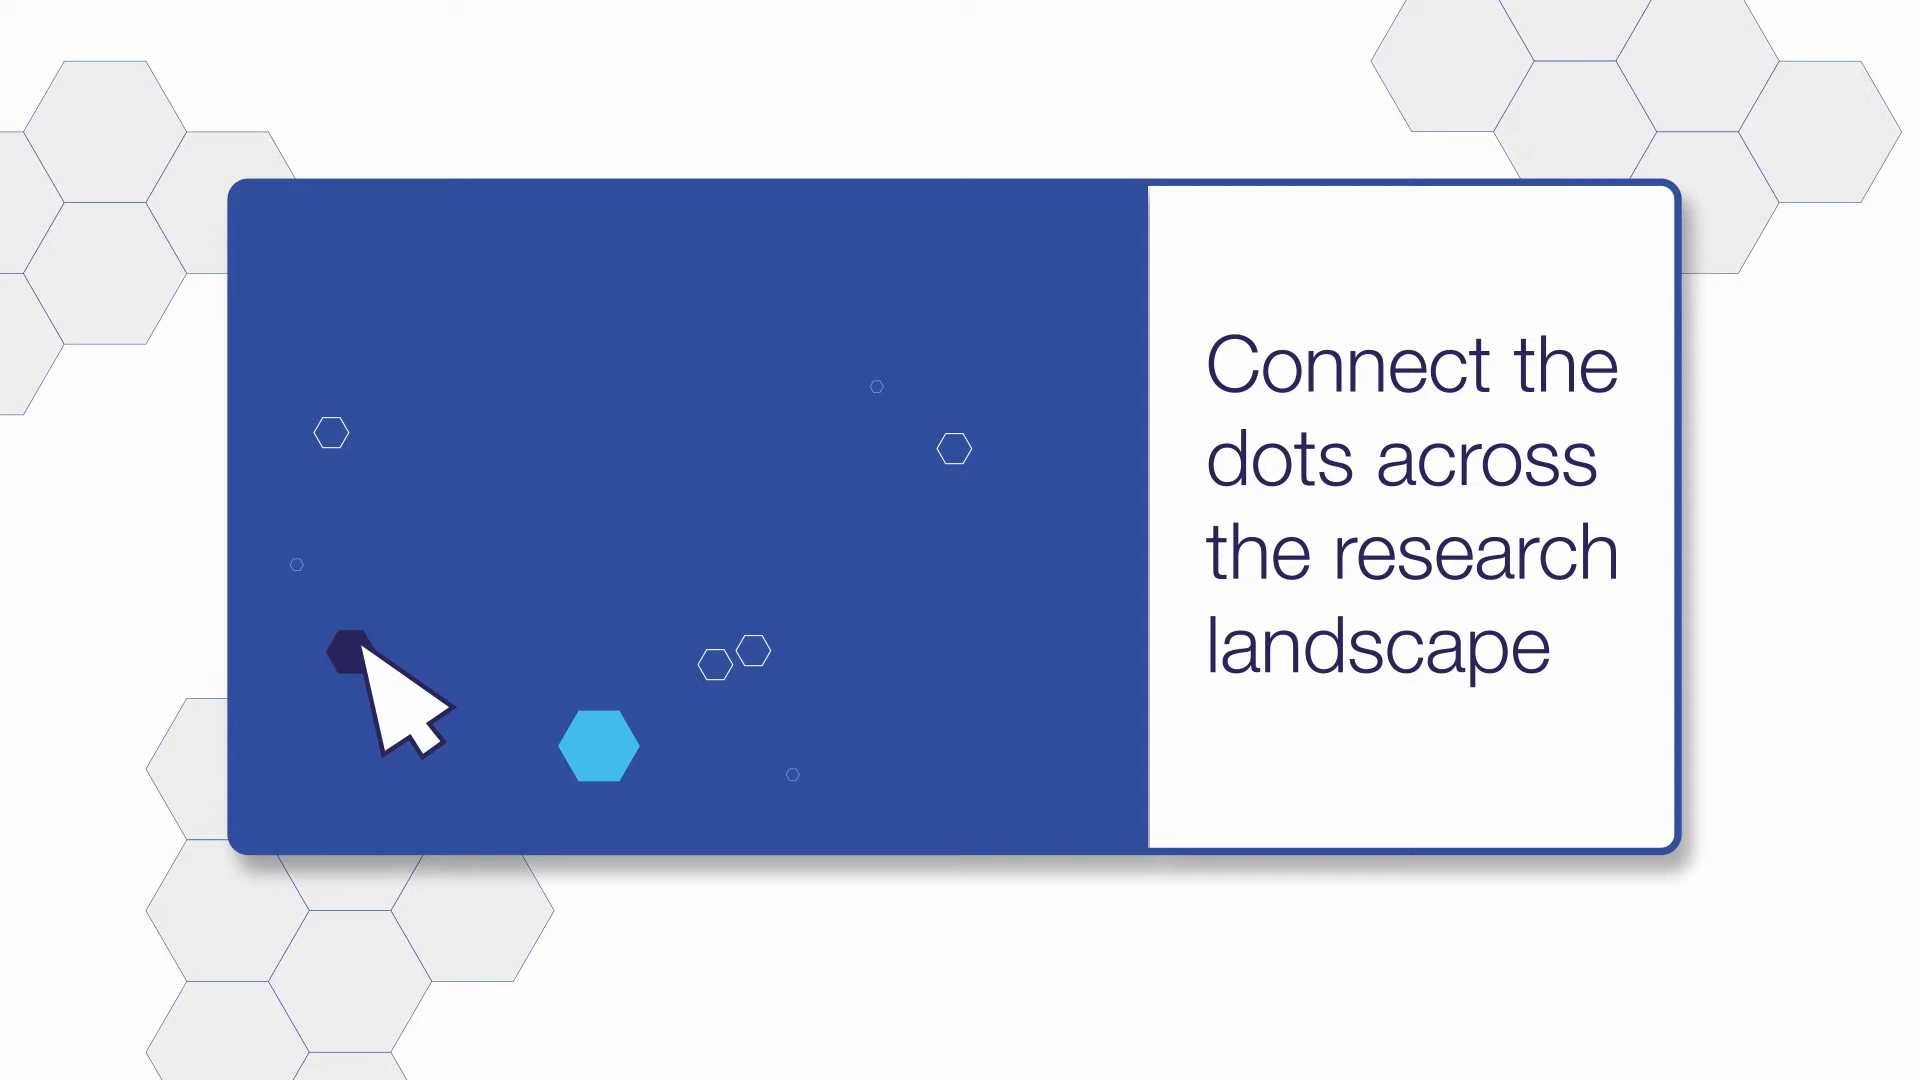 Connect the
dots across
the research
landscape